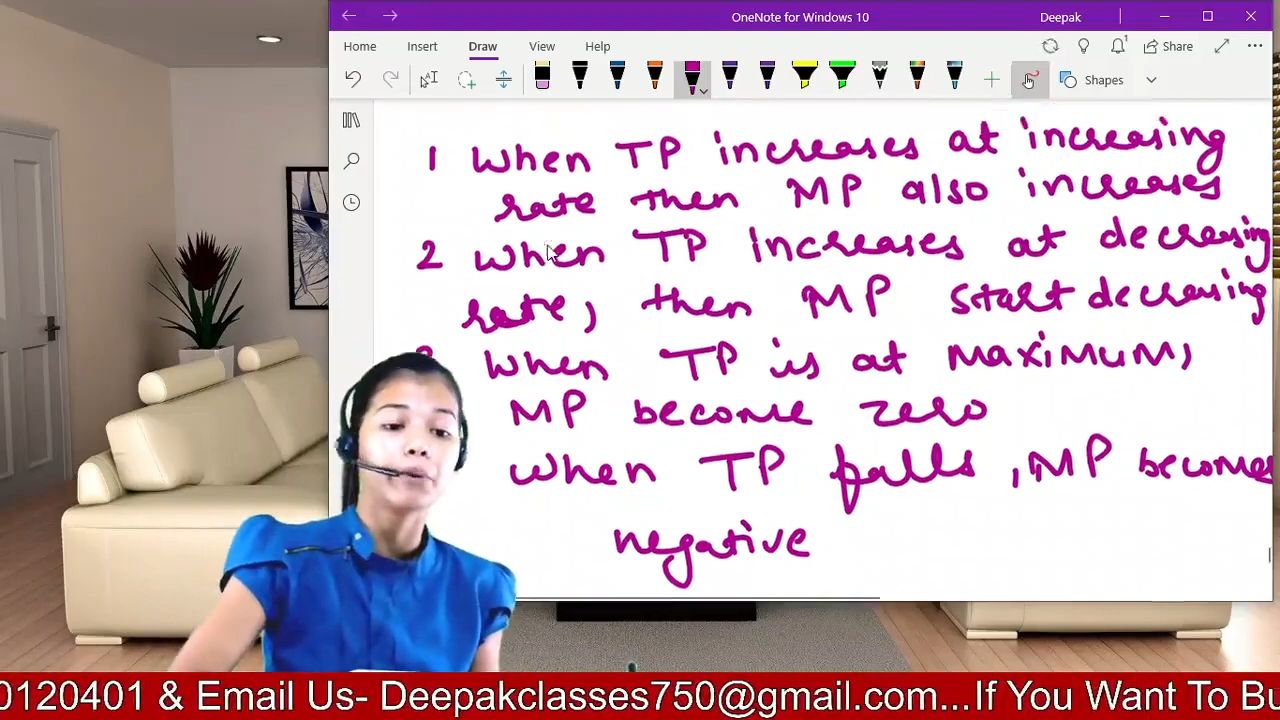 OneNote for Windows 10
Deepak
Home Insert Draw View Help
Share
Shapes
1 When TP increases at increasing
rate then MP also increases
2 When TP increases at decreasing
rate, then MP start decreasing
When TP is at maximum,
MP become zero
When TP falls, MP becomes
negative
0120401 & Email Us- Deepakclasses750@gmail.com...If You Want To Bu